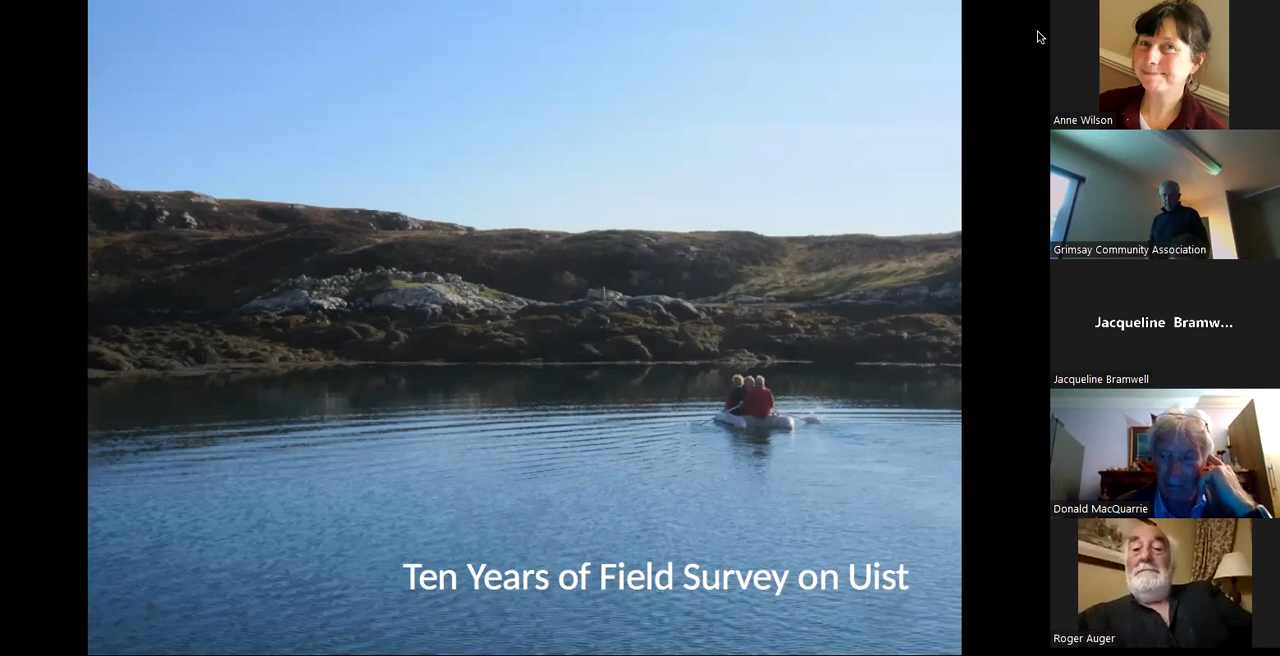 Ten Years of Field Survey on Uist
Anne Wilson
Grimsay Community Association
Jacqueline Bramw...
Jacqueline Bramwell
Donald MacQuarrie
Roger Auger